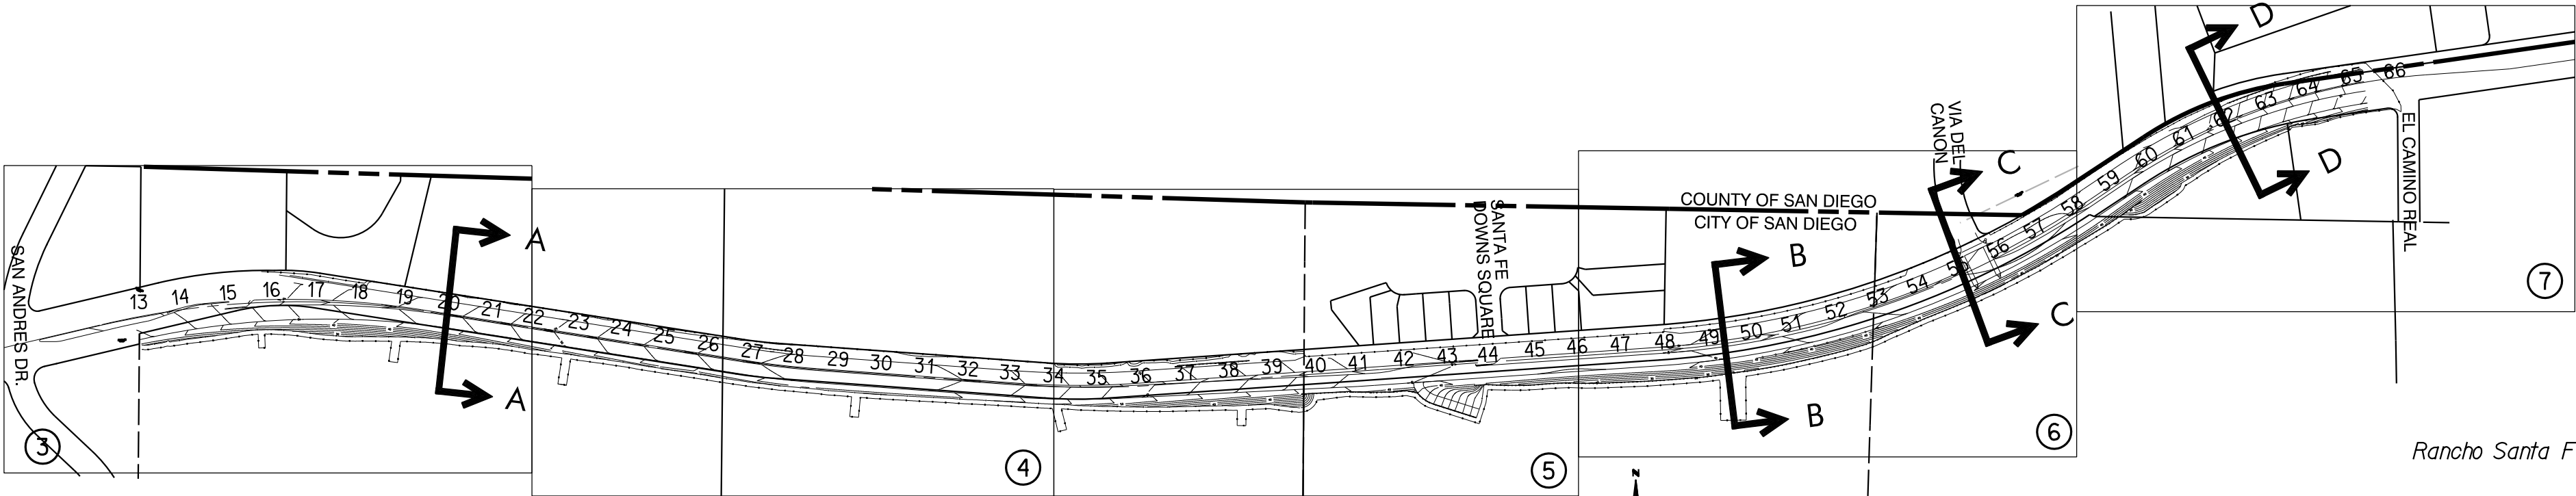 D
D
C
C
VIA DEL
CANON
EL CAMINO REAL
COUNTY OF SAN DIEGO
CITY OF SAN DIEGO
SANTA FE
DOWNS SQUARE
SAN ANDRES DR.
A
A
B
B
13 14 15 16 17 18 19 20 21 22 23 24 25 26 27 28 29 30 31 32 33 34 35 36 37 38 39 40 41 42 43 44 45 46 47 48 49 50 51 52 53 54 55 56 57 58 59 60 61 62 63 64 65 66
3
4
5
6
7
N
Rancho Santa F